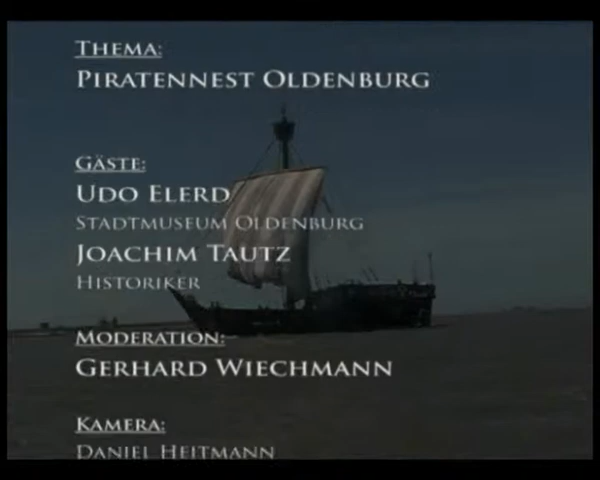 THEMA:
PIRATENNEST OLDENBURG
GÄSTE:
UDO ELERD
STADTMUSEUM OLDENBURG
JOACHIM TAUTZ
HISTORIKER
MODERATION:
GERHARD WIECHMANN
KAMERA:
DANIEL HEITMANN